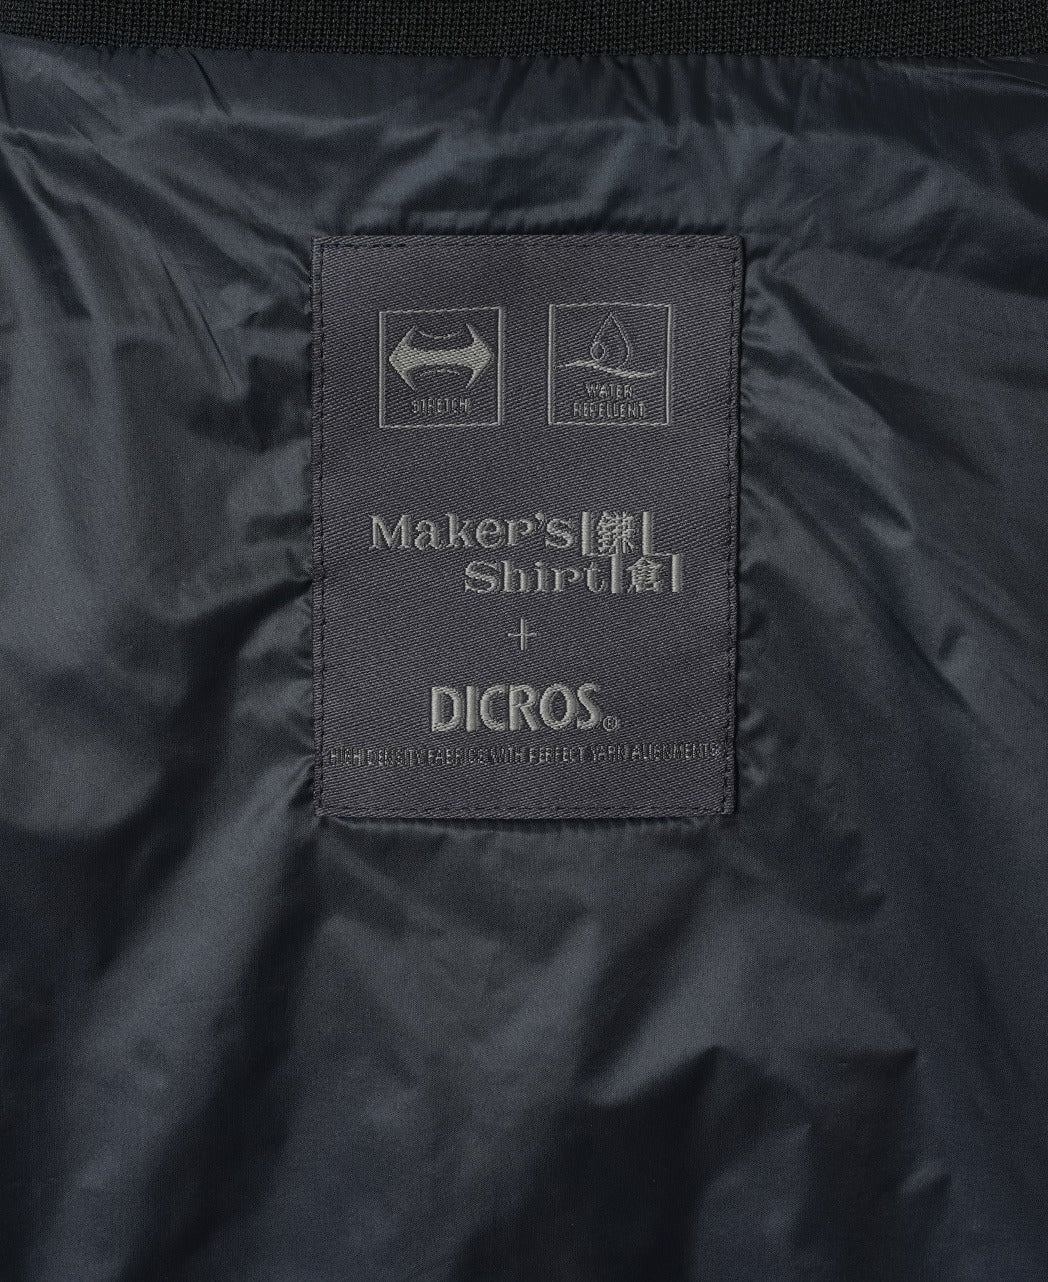 STRETCH
WATER
REPELLENT
Maker's 鎌
Shirt 倉
+
DICROS®
HIGH DENSITY FABRICS WITH PERFECT YARN ALIGNMENTS